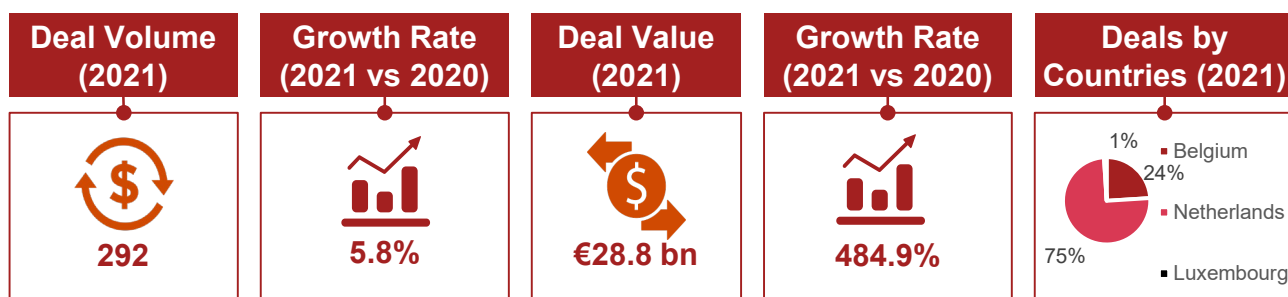 Deal Volume
(2021)
Growth Rate
(2021 vs 2020)
Deal Value
(2021)
Growth Rate
(2021 vs 2020)
Deals by
Countries (2021)
$
292
5.8%
$
€28.8 bn
484.9%
1%
24%
75%
Belgium
Netherlands
Luxembourg